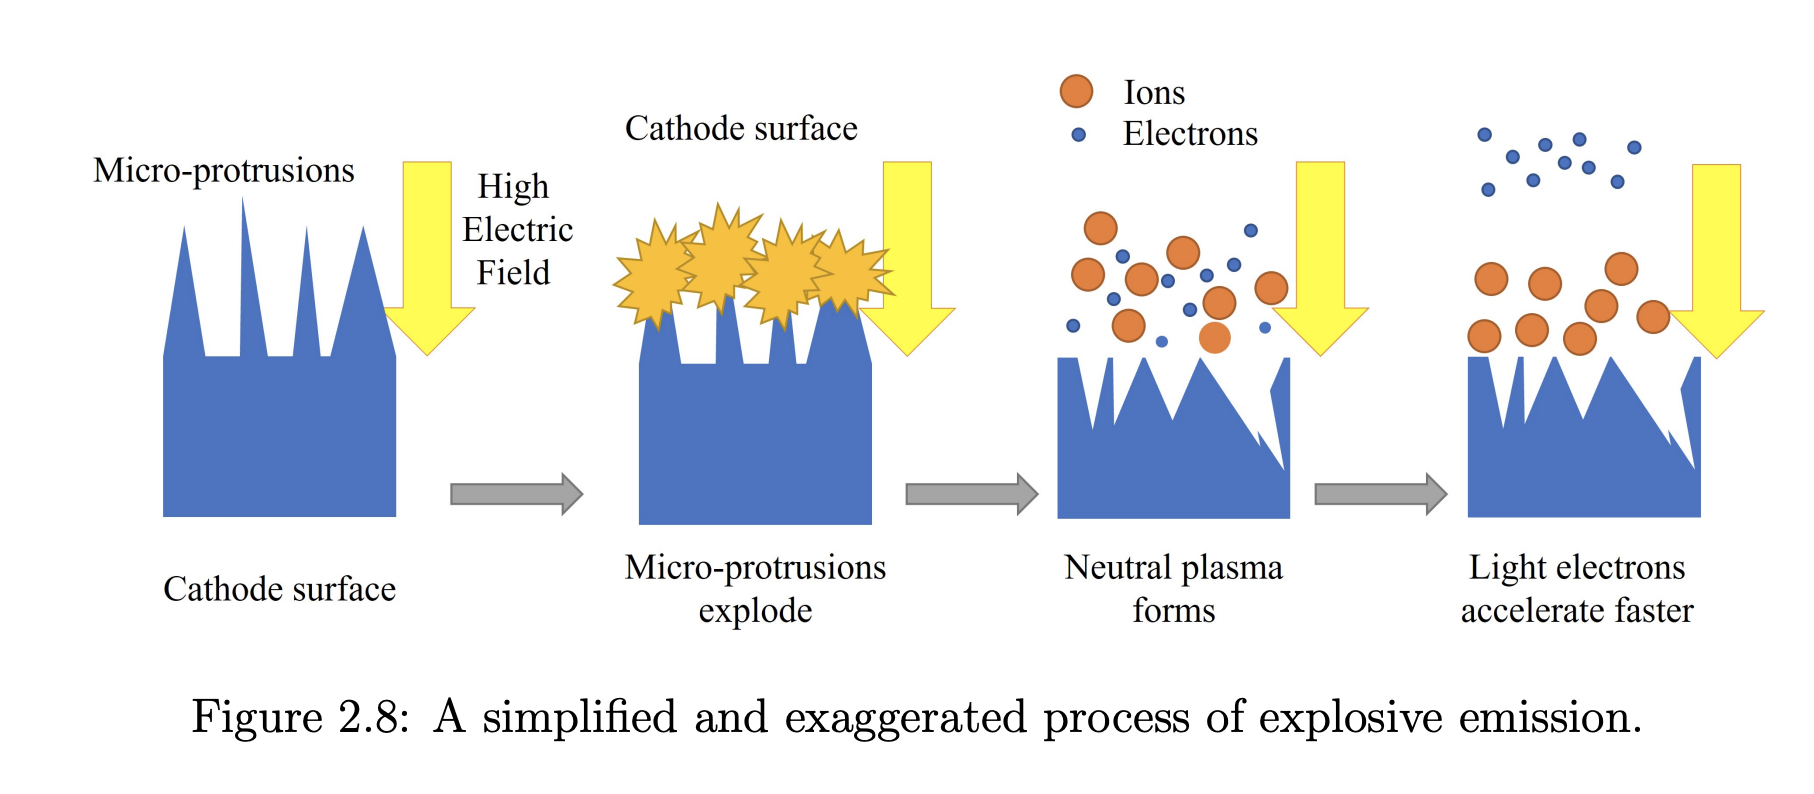 Micro-protrusions
High
Electric
Field
Cathode surface
Cathode surface
Micro-protrusions
explode
Ions
Electrons
Neutral plasma
forms
Light electrons
accelerate faster
Figure 2.8: A simplified and exaggerated process of explosive emission.